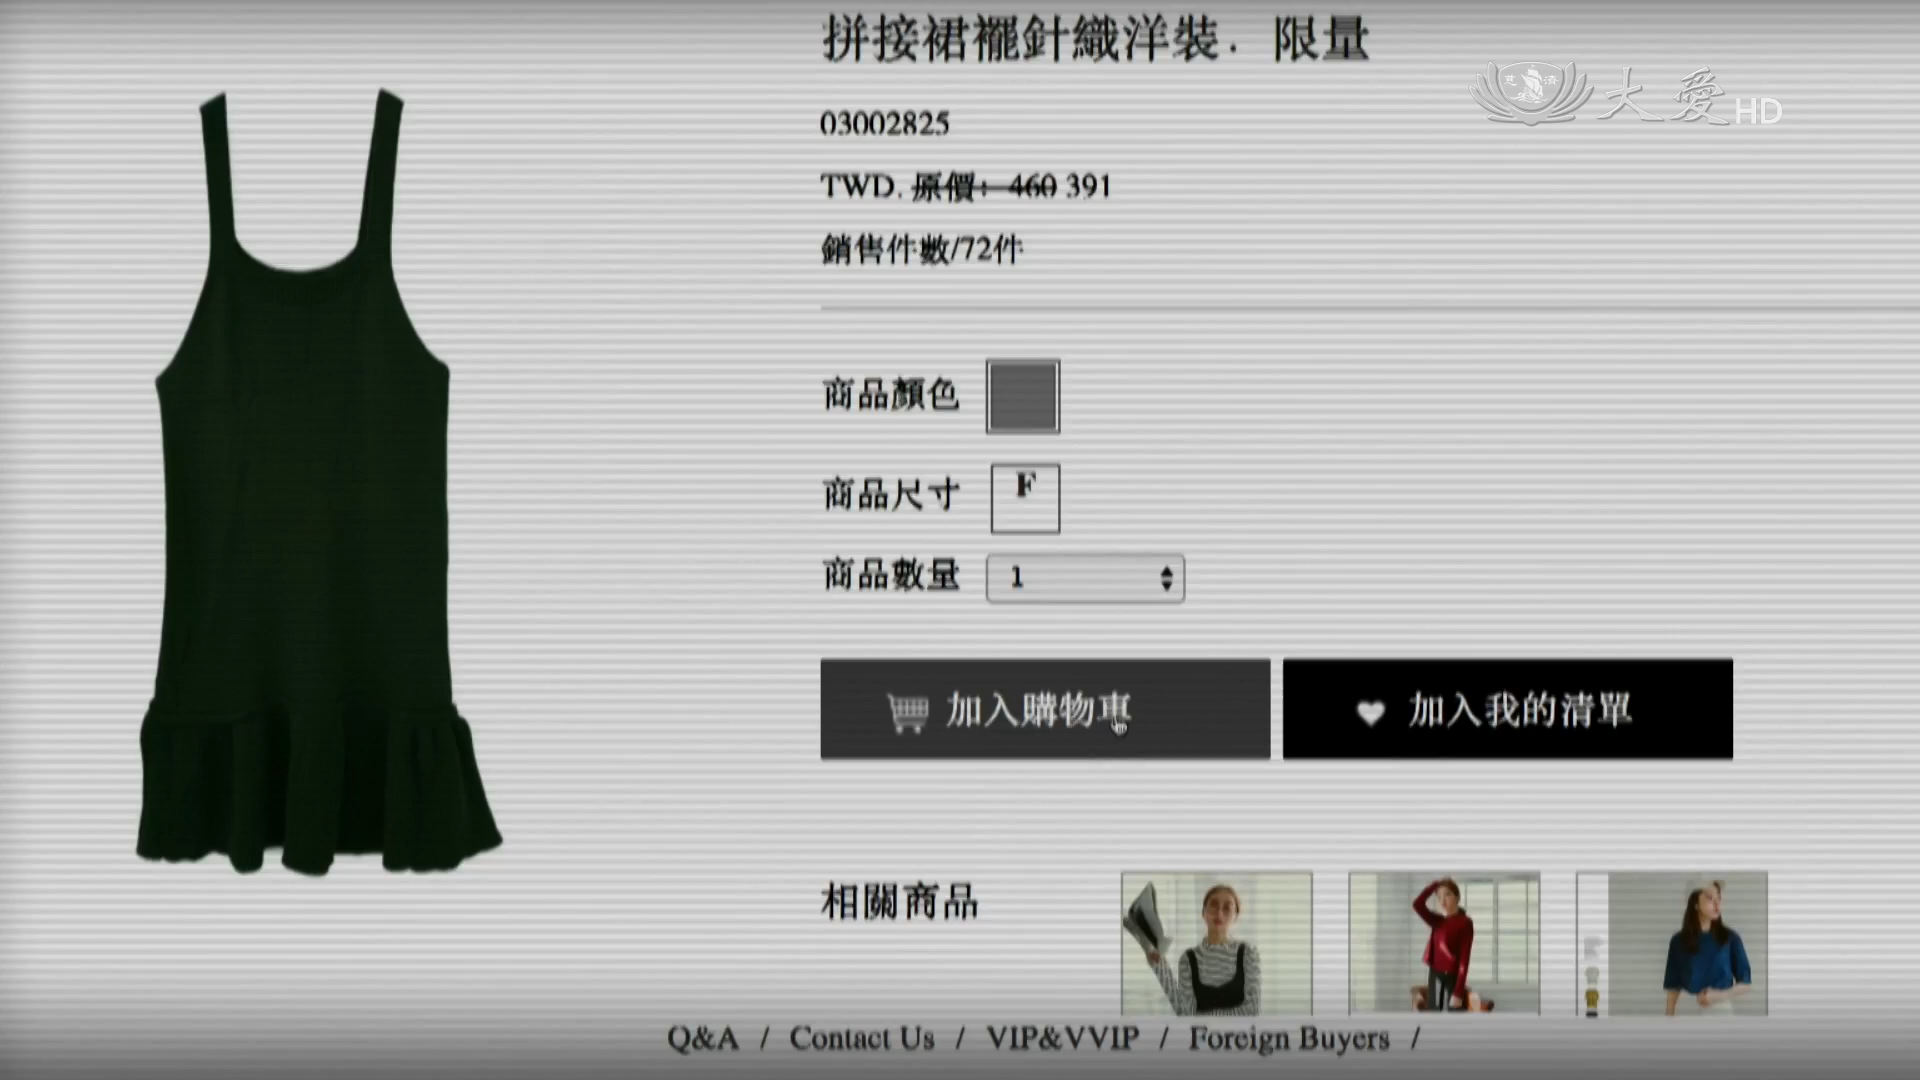 拼接裙襬針織洋裝. 限量
大愛HD
03002825
TWD. 原價: 460 391
銷售件數/72件
商品顏色
商品尺寸 F
商品數量 1
加入購物車
加入我的清單
相關商品
Q&A / Contact Us / VIP&VVIP / Foreign Buyers /